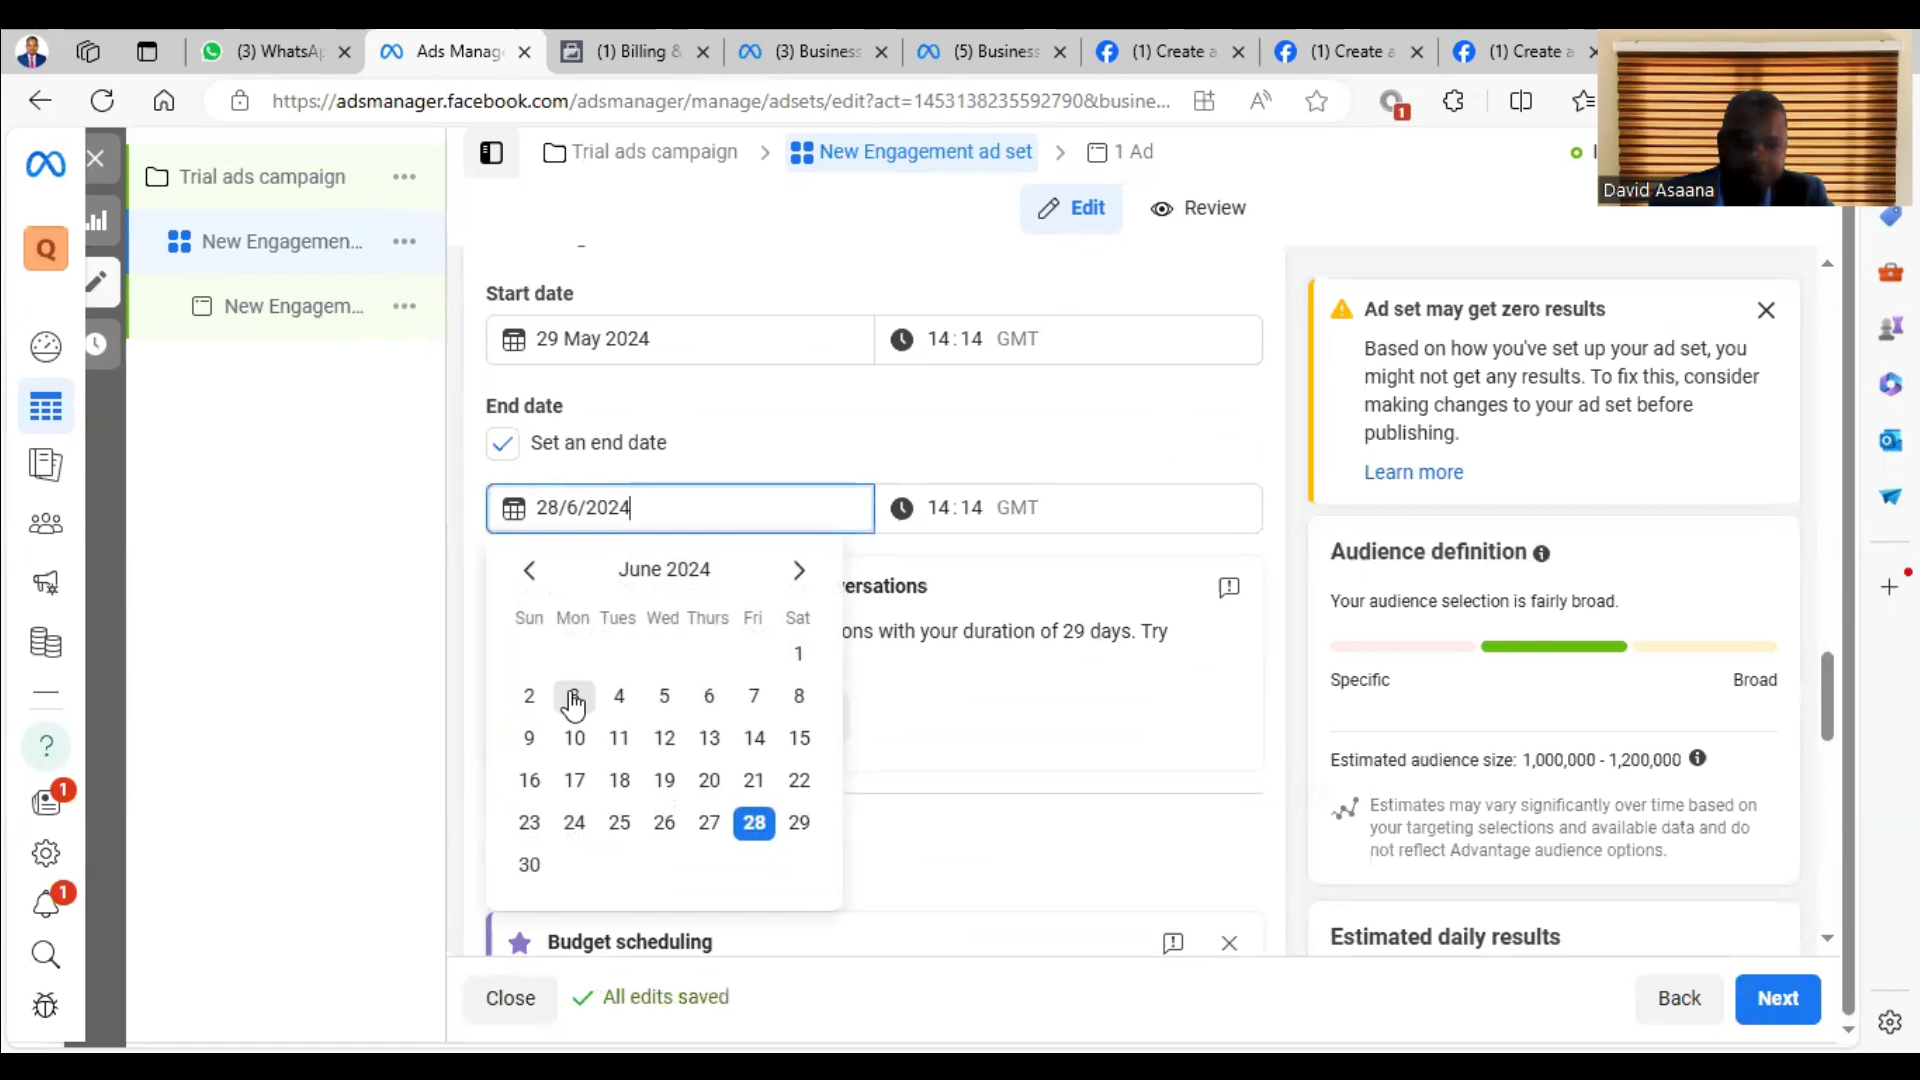 (3) WhatsAp
Ads Manag
(1) Billing &
(3) Business
(5) Business
(1) Create a
(1) Create a
(1) Create a
https://adsmanager.facebook.com/adsmanager/manage/adsets/edit?act=1453138235592790&busine...
1
David Asaana
Trial ads campaign
New Engagemen...
New Engagem...
Q
?
1
1
Trial ads campaign > New Engagement ad set > 1 Ad
Edit
Review
Start date
29 May 2024
14:14 GMT
End date
Set an end date
28/6/2024
14:14 GMT
June 2024
Sun Mon Tues Wed Thurs Fri Sat
1
2 3 4 5 6 7 8
9 10 11 12 13 14 15
16 17 18 19 20 21 22
23 24 25 26 27 28 29
30
ersations
ons with your duration of 29 days. Try
Budget scheduling
Close
All edits saved
Back
Next
Ad set may get zero results
Based on how you've set up your ad set, you
might not get any results. To fix this, consider
making changes to your ad set before
publishing.
Learn more
Audience definition
Your audience selection is fairly broad.
Specific
Broad
Estimated audience size: 1,000,000 - 1,200,000
Estimates may vary significantly over time based on
your targeting selections and available data and do
not reflect Advantage audience options.
Estimated daily results